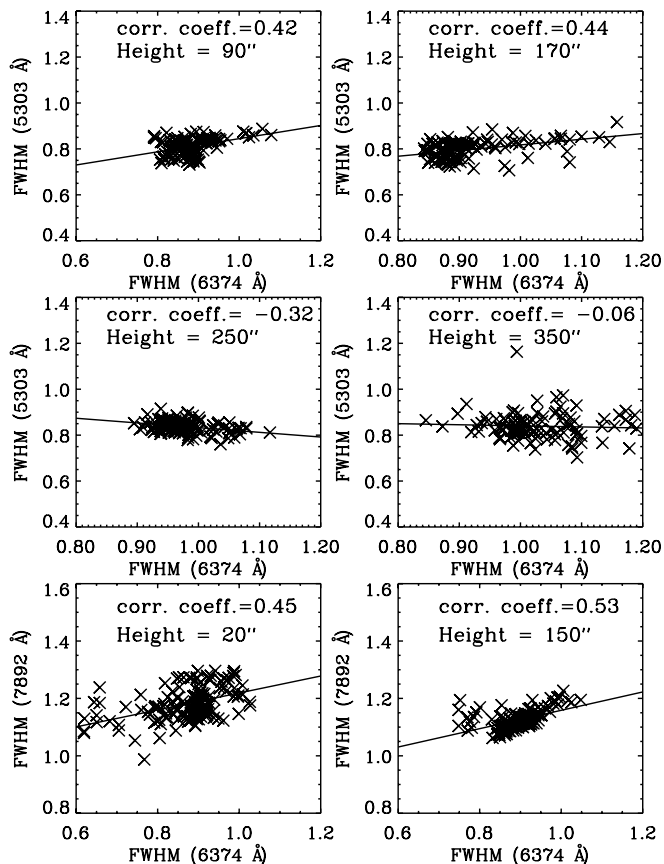 corr. coeff.=0.42
Height = 90''
FWHM (5303 Å)
1.4
1.2
1.0
0.8
0.6
0.4
0.6 0.8 1.0 1.2
FWHM (6374 Å)
corr. coeff.=0.44
Height = 170''
FWHM (5303 Å)
1.4
1.2
1.0
0.8
0.6
0.4
0.80 0.90 1.00 1.10 1.20
FWHM (6374 Å)
corr. coeff.= −0.32
Height = 250''
FWHM (5303 Å)
1.4
1.2
1.0
0.8
0.6
0.4
0.80 0.90 1.00 1.10 1.20
FWHM (6374 Å)
corr. coeff.= −0.06
Height = 350''
FWHM (5303 Å)
1.4
1.2
1.0
0.8
0.6
0.4
0.80 0.90 1.00 1.10 1.20
FWHM (6374 Å)
corr. coeff.=0.45
Height = 20''
FWHM (7892 Å)
1.6
1.4
1.2
1.0
0.8
0.6 0.8 1.0 1.2
FWHM (6374 Å)
corr. coeff.=0.53
Height = 150''
FWHM (7892 Å)
1.6
1.4
1.2
1.0
0.8
0.6 0.8 1.0 1.2
FWHM (6374 Å)